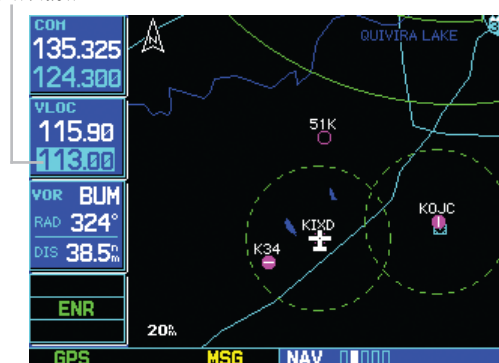 COM
135.325
124.300
VLOC
115.90
113.00
VOR BUM
RAD 324°
DIS 38.5nm
ENR
GPS
MSG
NAV
20nm
QUIVIRA LAKE
51K
KIXD
KOJC
K34